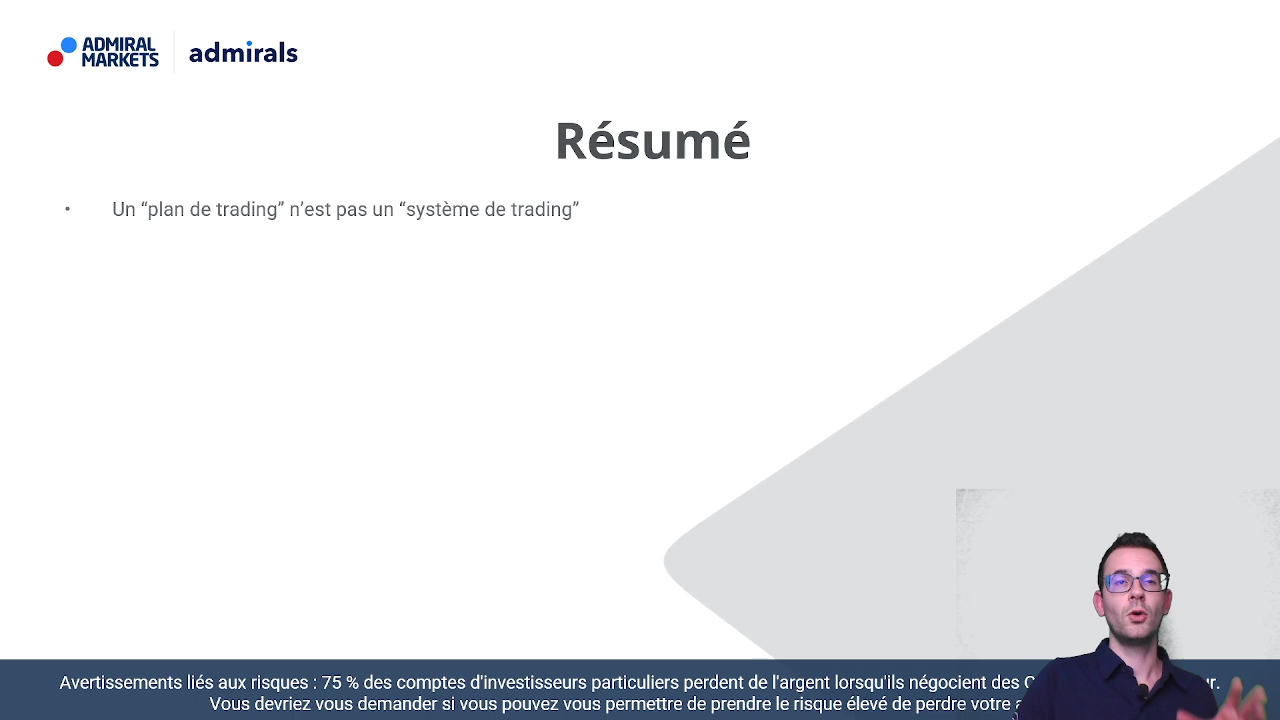 ADMIRAL
MARKETS
admirals
Résumé
• Un “plan de trading” n’est pas un “système de trading”
Avertissements liés aux risques : 75 % des comptes d'investisseurs particuliers perdent de l'argent lorsqu'ils négocient des
Vous devriez vous demander si vous pouvez vous permettre de prendre le risque élevé de perdre votre